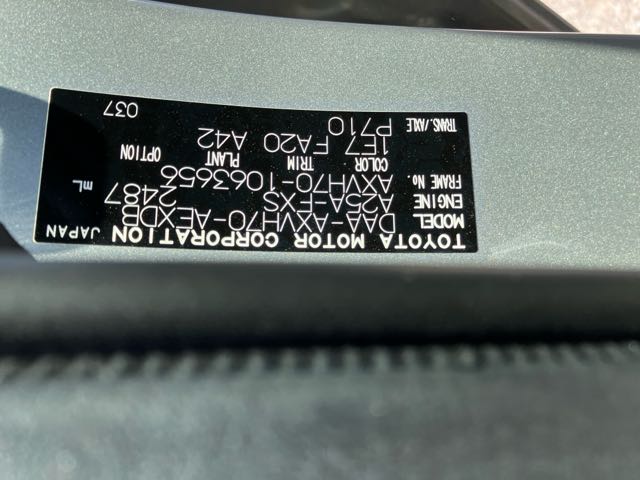 TOYOTA MOTOR CORPORATION JAPAN
MODEL DAA-AXVH70-AEXDB
ENGINE A25A-FXS 2487 mL
FRAME No. AXVH70-1063656
COLOR TRIM PLANT OPTION
1E7 FA20 A42
TRANS./AXLE P710
037